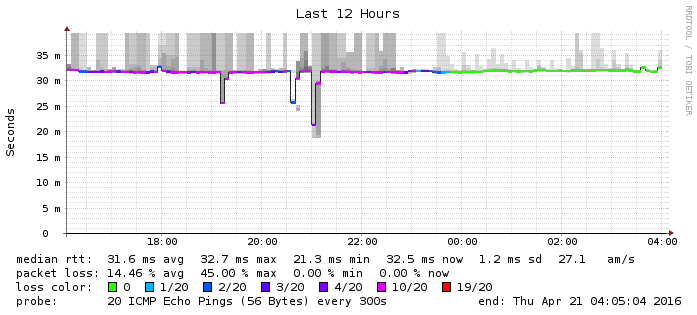 Last 12 Hours
RRDTOOL / TOBI OETIKER
Seconds
35 m
30 m
25 m
20 m
15 m
10 m
5 m
0
18:00 20:00 22:00 00:00 02:00 04:00
median rtt: 31.6 ms avg 32.7 ms max 21.3 ms min 32.5 ms now 1.2 ms sd 27.1 am/s
packet loss: 14.46 % avg 45.00 % max 0.00 % min 0.00 % now
loss color: 0 1/20 2/20 3/20 4/20 10/20 19/20
probe: 20 ICMP Echo Pings (56 Bytes) every 300s end: Thu Apr 21 04:05:04 2016